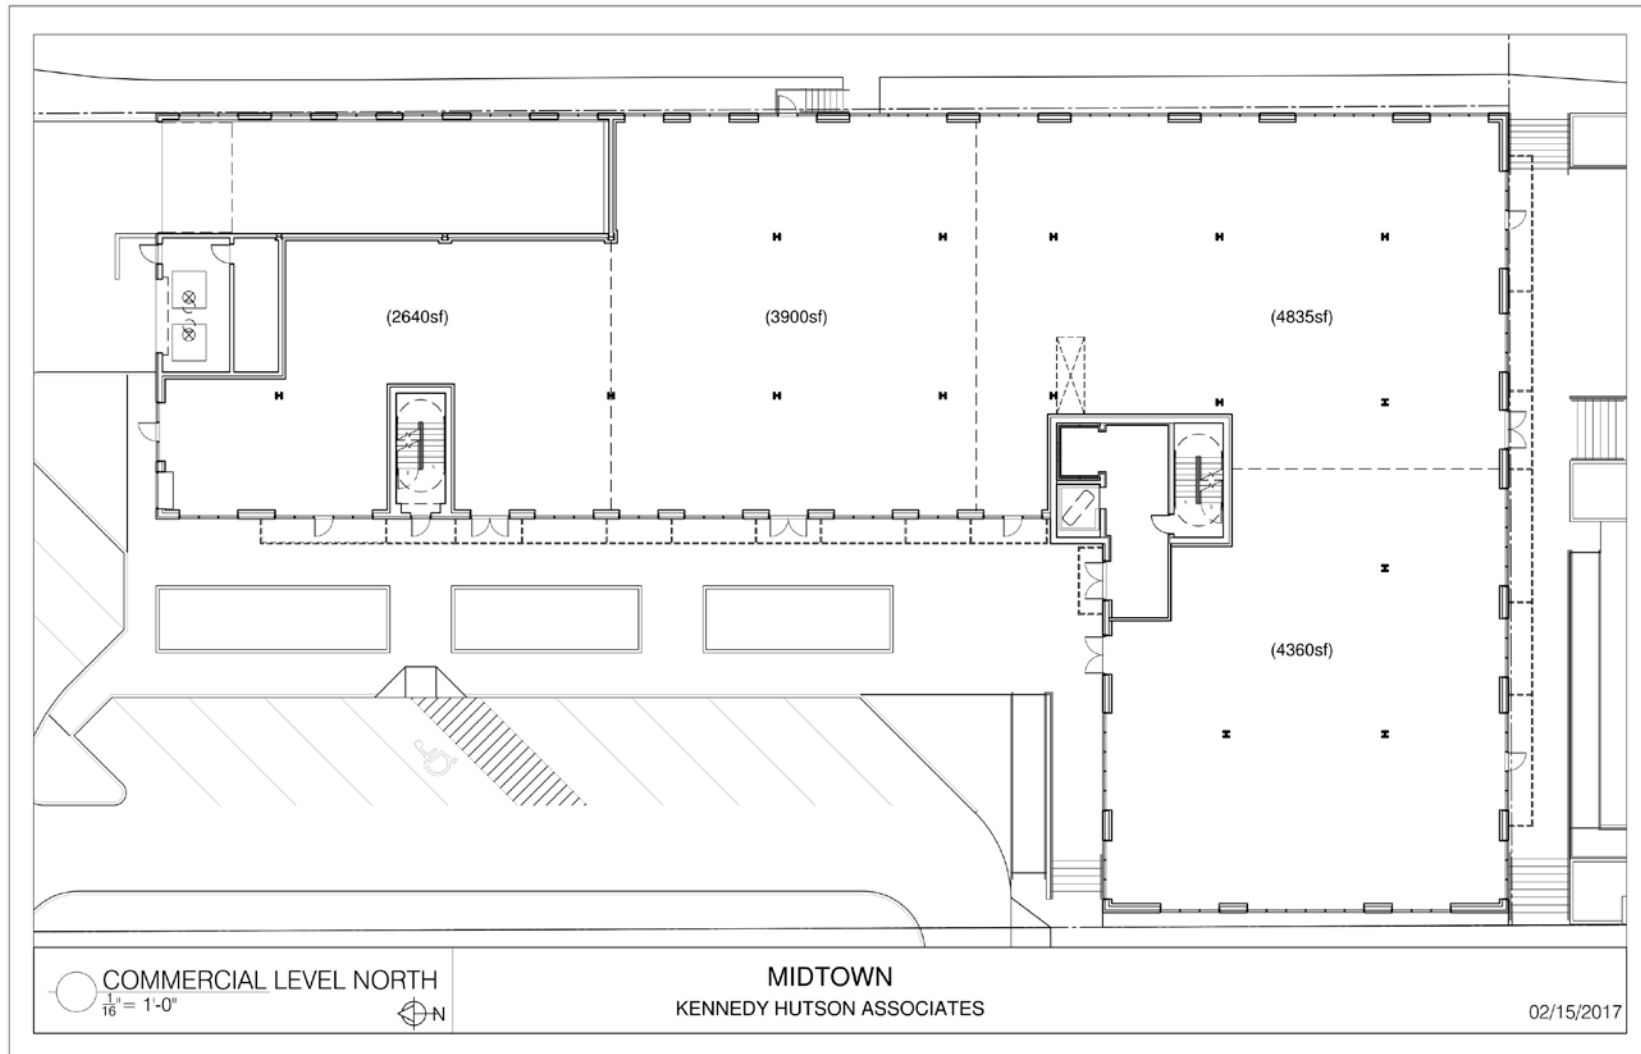 (2640sf)
(3900sf)
(4835sf)
(4360sf)
COMMERCIAL LEVEL NORTH
1/16" = 1'-0"
N
MIDTOWN
KENNEDY HUTSON ASSOCIATES
02/15/2017